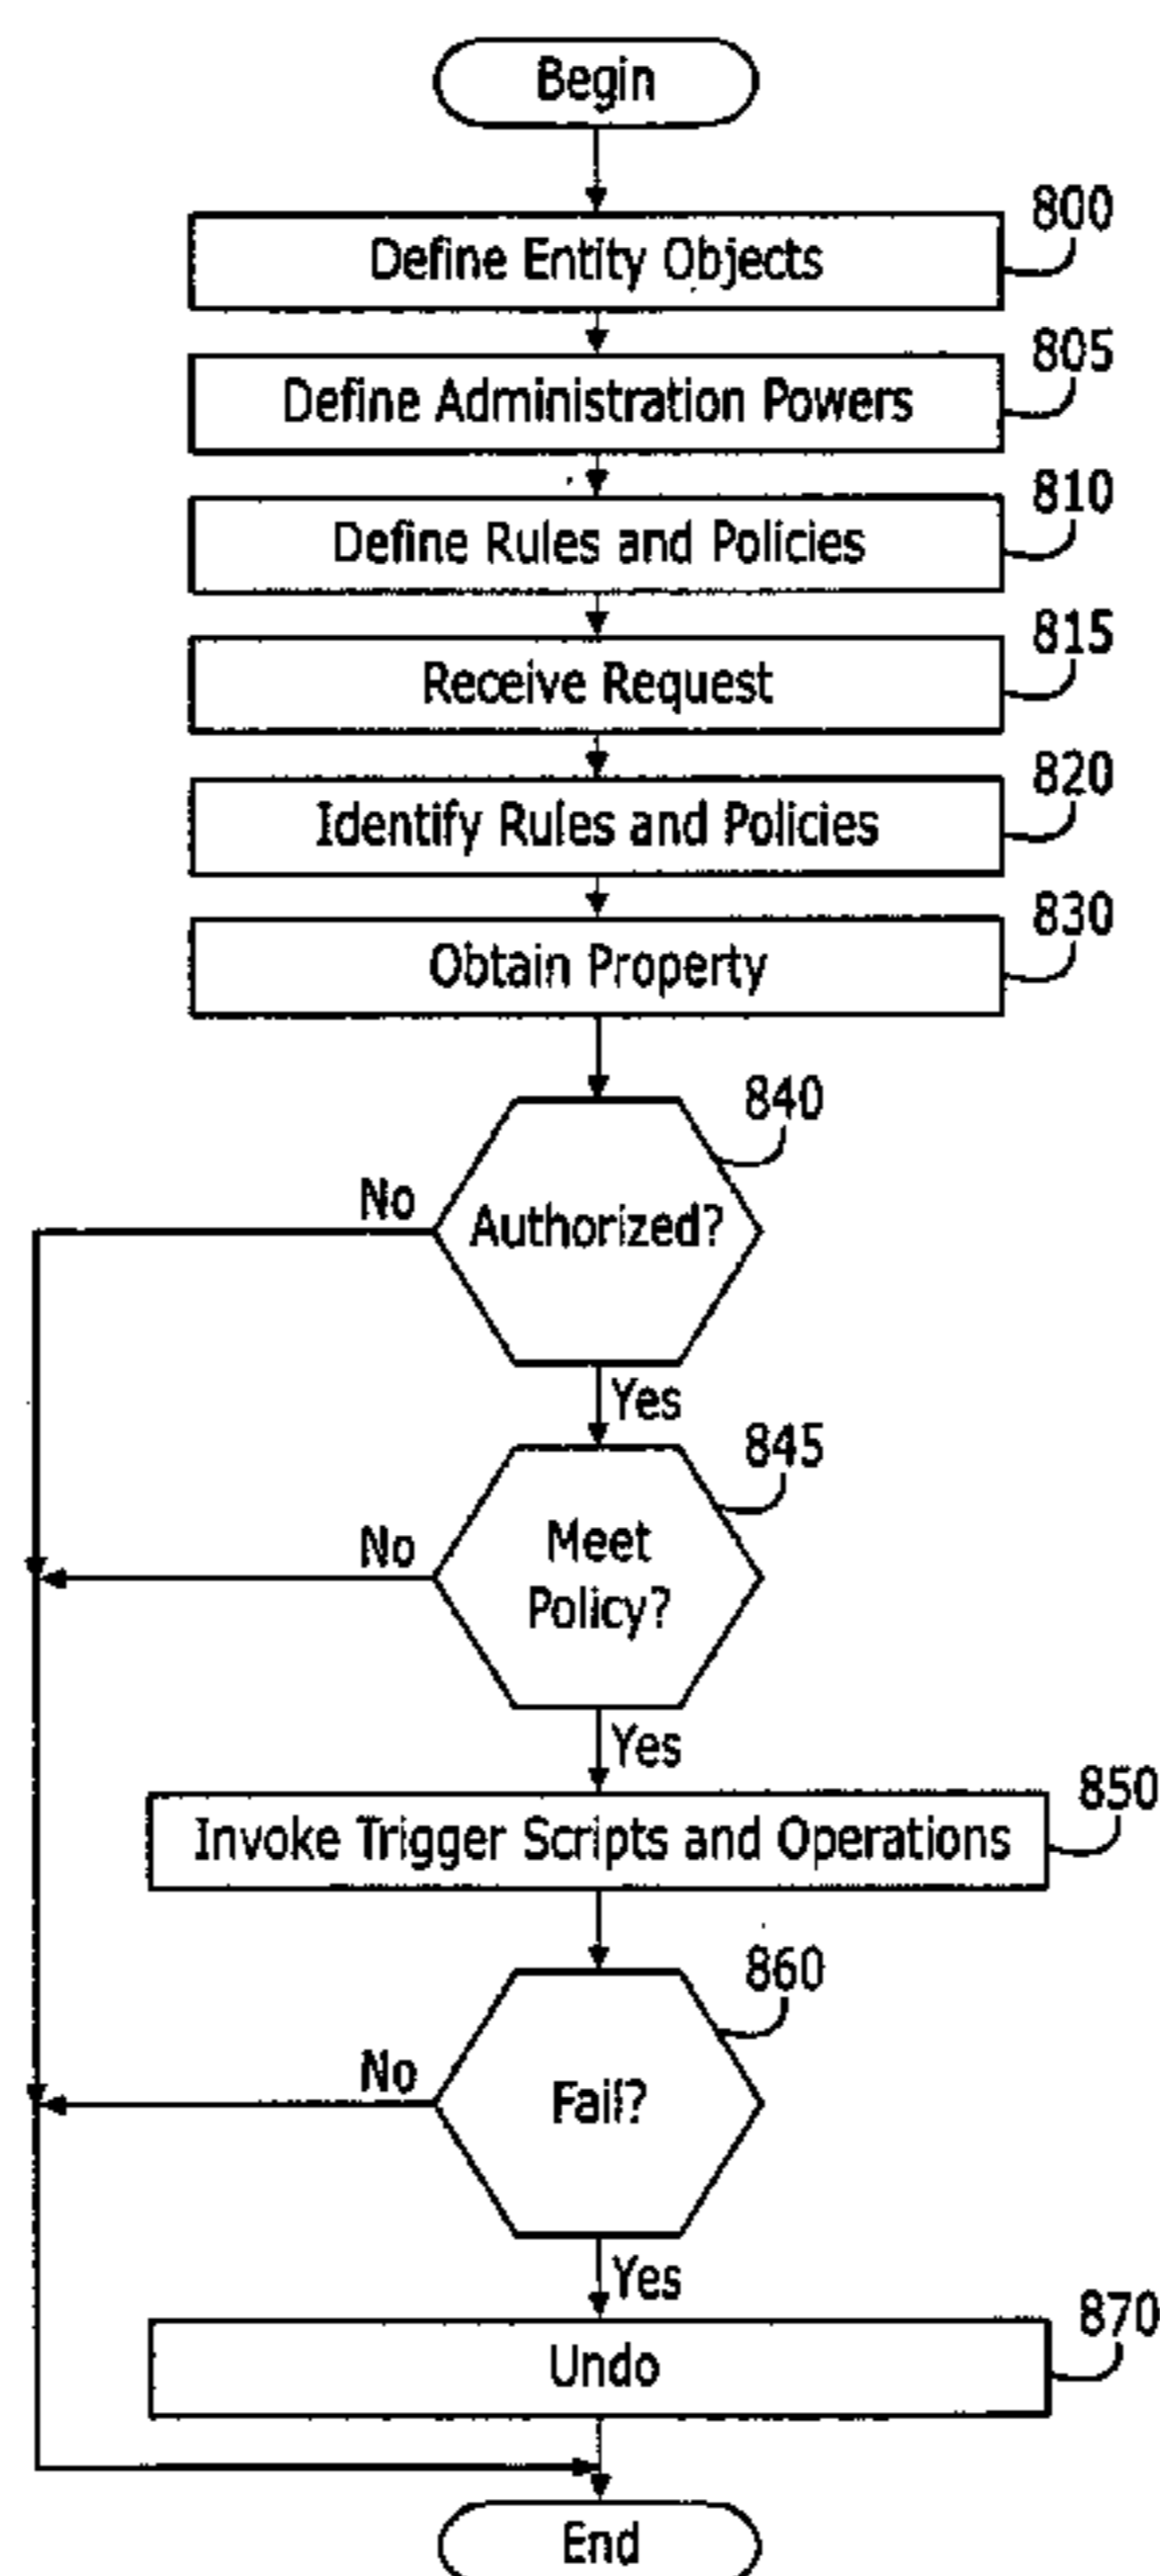 Begin
800
Define Entity Objects
805
Define Administration Powers
810
Define Rules and Policies
815
Receive Request
820
Identify Rules and Policies
830
Obtain Property
840
No
Authorized?
Yes
845
No
Meet
Policy?
Yes
850
Invoke Trigger Scripts and Operations
860
No
Fail?
Yes
870
Undo
End